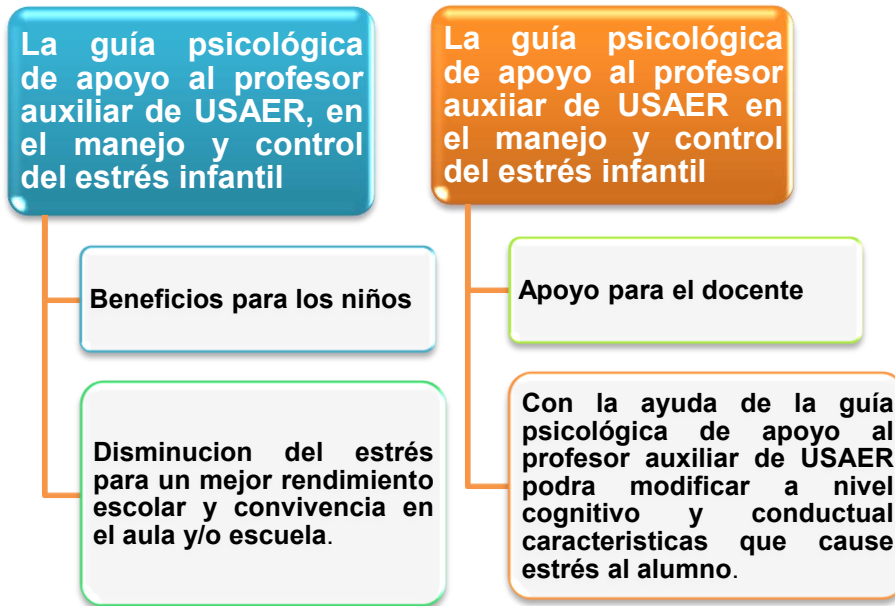 La guía psicológica
de apoyo al profesor
auxiliar de USAER, en
el manejo y control
del estrés infantil
Beneficios para los niños
Disminucion del estrés
para un mejor rendimiento
escolar y convivencia en
el aula y/o escuela.
La guía psicológica
de apoyo al profesor
auxiiar de USAER en
el manejo y control
del estrés infantil
Apoyo para el docente
Con la ayuda de la guía
psicológica de apoyo al
profesor auxiliar de USAER
podra modificar a nivel
cognitivo y conductual
caracteristicas que cause
estrés al alumno.